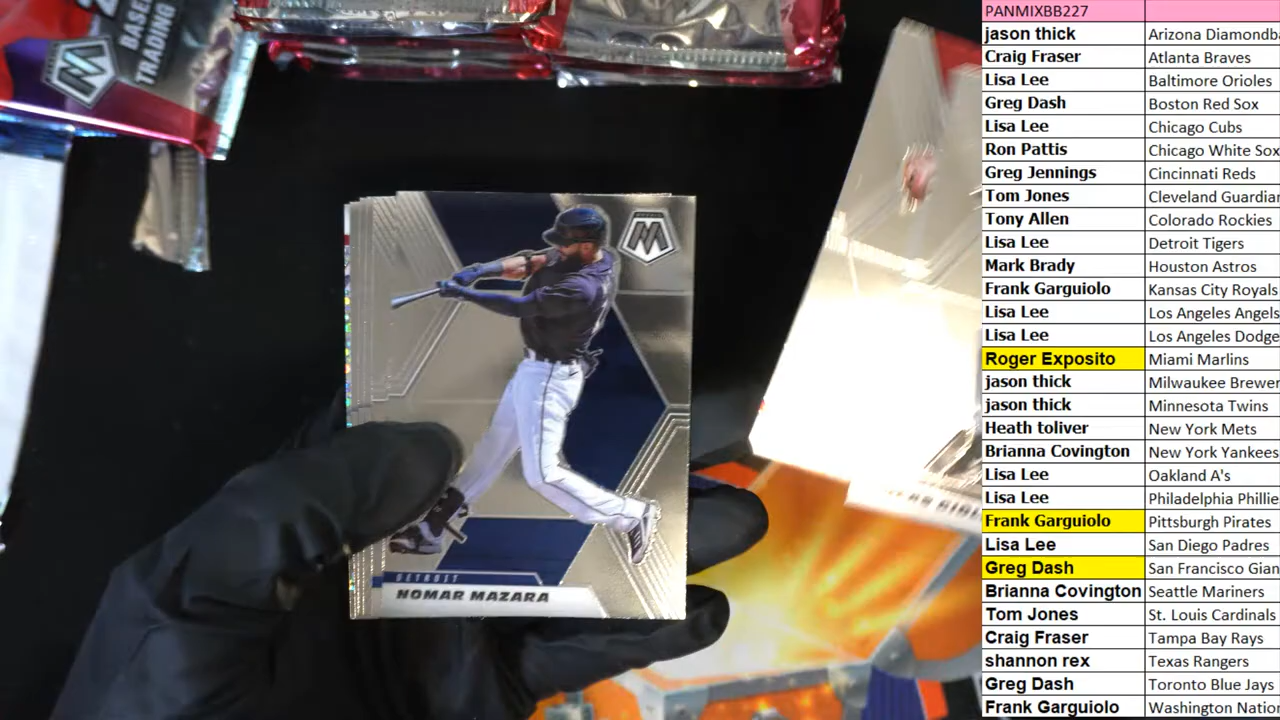 BASEB
TRADING
DETROIT
NOMAR MAZARA
PANMIXBB227
jason thick Arizona Diamondba
Craig Fraser Atlanta Braves
Lisa Lee Baltimore Orioles
Greg Dash Boston Red Sox
Lisa Lee Chicago Cubs
Ron Pattis Chicago White Sox
Greg Jennings Cincinnati Reds
Tom Jones Cleveland Guardian
Tony Allen Colorado Rockies
Lisa Lee Detroit Tigers
Mark Brady Houston Astros
Frank Garguiolo Kansas City Royals
Lisa Lee Los Angeles Angels
Lisa Lee Los Angeles Dodge
Roger Exposito Miami Marlins
jason thick Milwaukee Brewer
jason thick Minnesota Twins
Heath toliver New York Mets
Brianna Covington New York Yankees
Lisa Lee Oakland A's
Lisa Lee Philadelphia Phillie
Frank Garguiolo Pittsburgh Pirates
Lisa Lee San Diego Padres
Greg Dash San Francisco Gian
Brianna Covington Seattle Mariners
Tom Jones St. Louis Cardinals
Craig Fraser Tampa Bay Rays
shannon rex Texas Rangers
Greg Dash Toronto Blue Jays
Frank Garguiolo Washington Nation